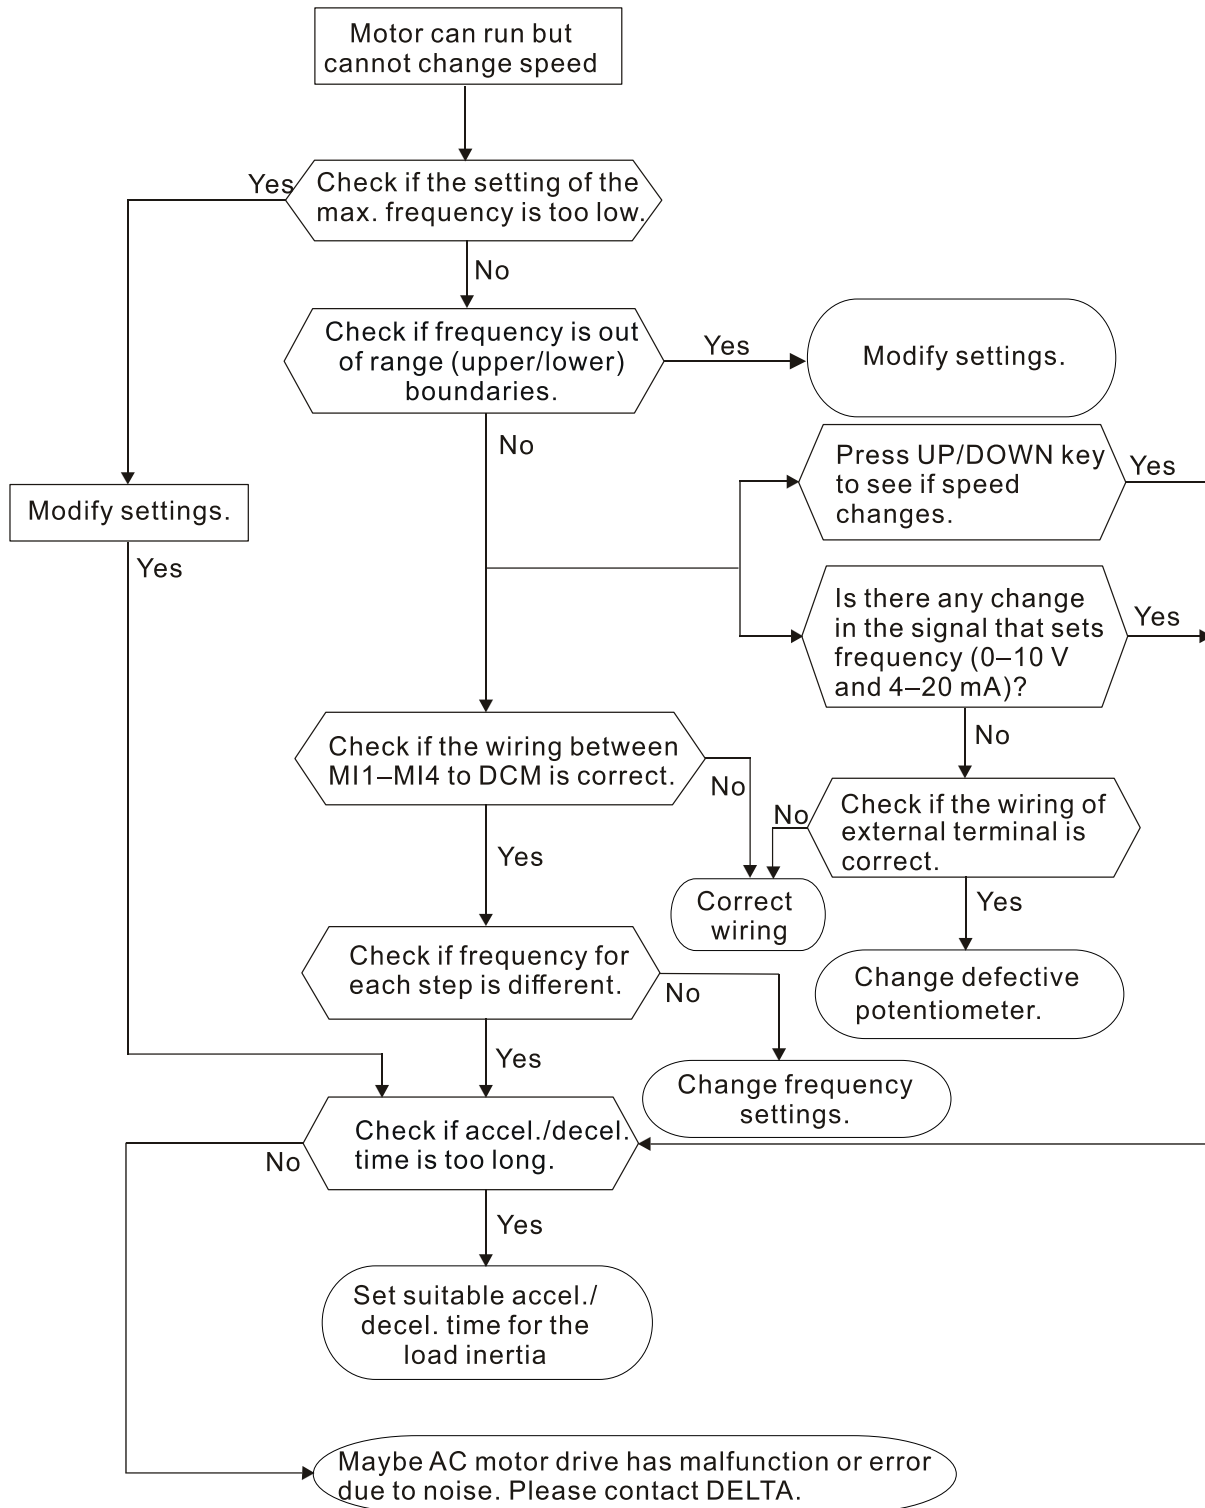 Motor can run but
cannot change speed
Yes
Check if the setting of the
max. frequency is too low.
No
Check if frequency is out
of range (upper/lower)
boundaries.
Yes
Modify settings.
No
Press UP/DOWN key
to see if speed
changes.
Yes
Modify settings.
Yes
Is there any change
in the signal that sets
frequency (0–10 V
and 4–20 mA)?
Yes
No
Check if the wiring between
MI1–MI4 to DCM is correct.
No
Check if the wiring of
external terminal is
correct.
No
Yes
Correct
wiring
Yes
Change defective
potentiometer.
Check if frequency for
each step is different.
No
Yes
Change frequency
settings.
Check if accel./decel.
time is too long.
No
Yes
Set suitable accel./
decel. time for the
load inertia
Maybe AC motor drive has malfunction or error
due to noise. Please contact DELTA.